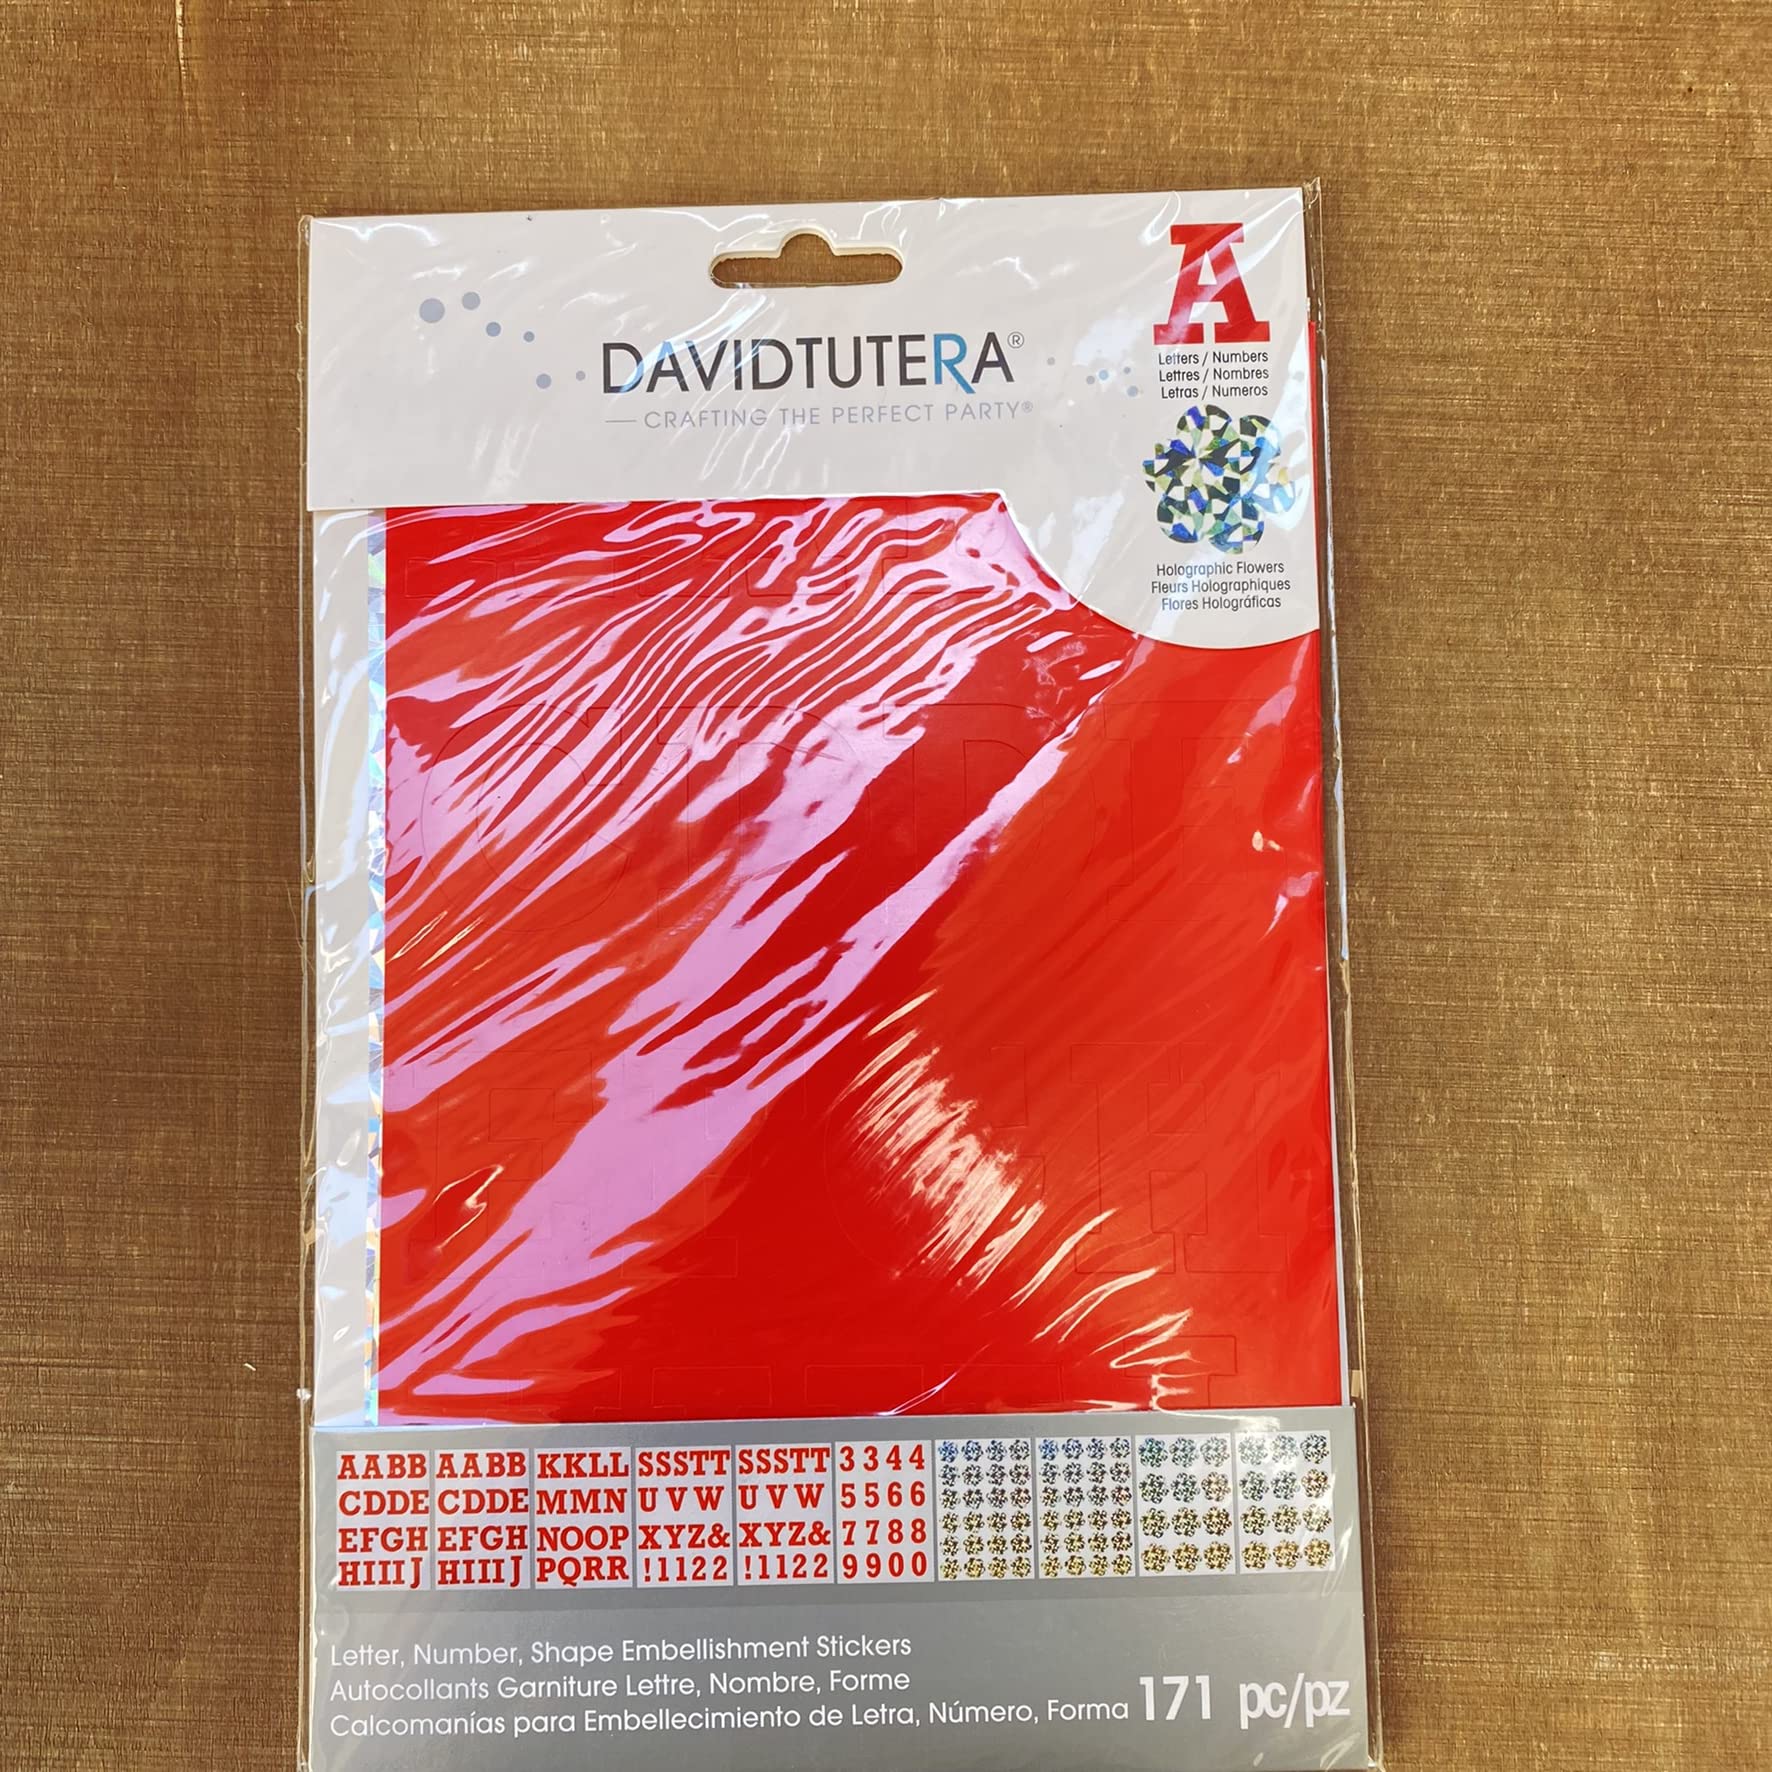 A
DAVIDTUTERA®
— CRAFTING THE PERFECT PARTY®
Letters / Numbers
Lettres / Nombres
Letras / Numeros
Holographic Flowers
Fleurs Holographiques
Flores Holográficas
AABB AABB KKLL SSSTT SSSTT 3344
CDDE CDDE MMMN UVW UVW 5566
EFGH EFGH NOOP XYZ& XYZ& 7788
HIIIJ HIIIJ PQRR !1122 !1122 9900
Letter, Number, Shape Embellishment Stickers
Autocollants Garniture Lettre, Nombre, Forme
Calcomanías para Embellecimiento de Letra, Número, Forma 171 pc/pz